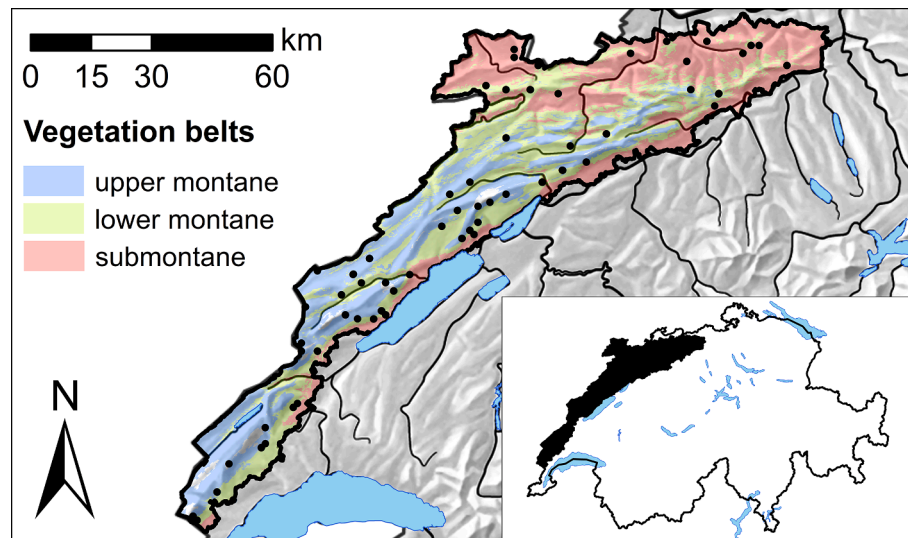 km
0 15 30 60
Vegetation belts
upper montane
lower montane
submontane
N